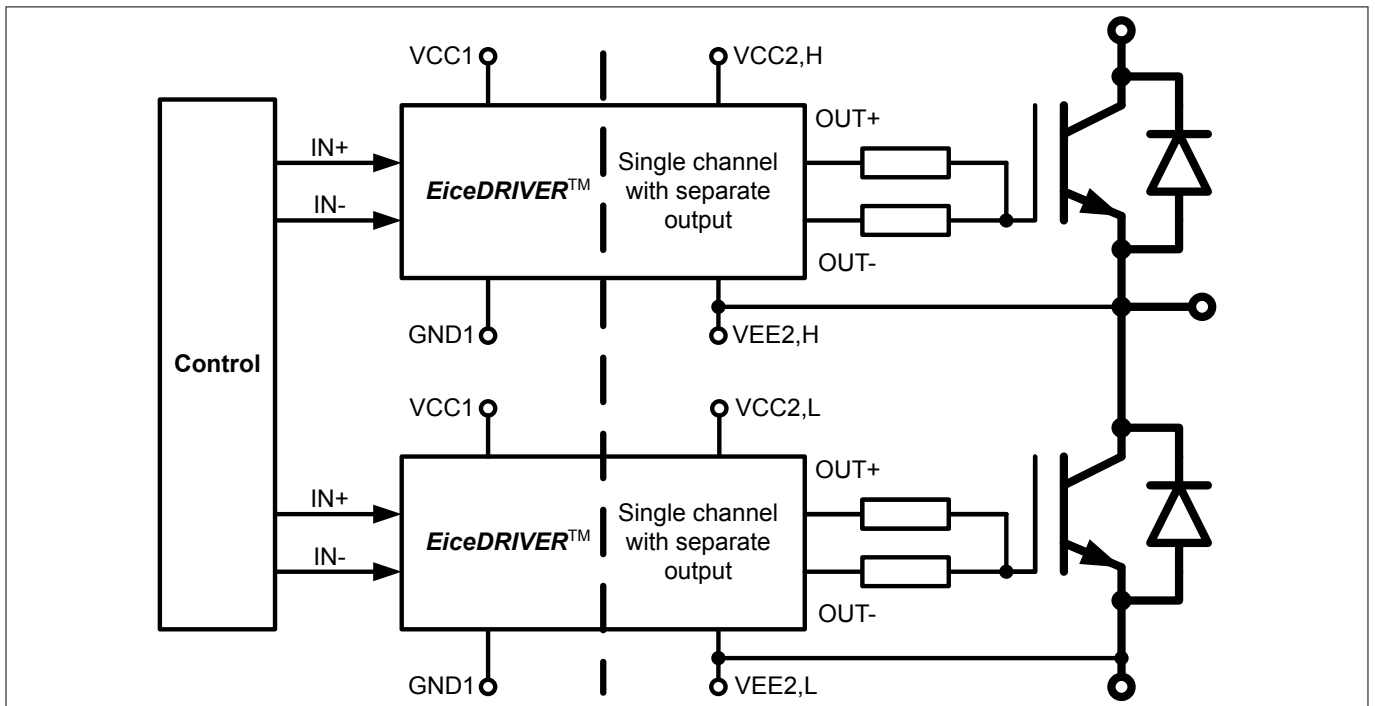 VCC1
VCC2,H
OUT+
IN+
EiceDRIVER™
Single channel
with separate
output
IN-
OUT-
GND1
VEE2,H
Control
VCC1
VCC2,L
OUT+
IN+
EiceDRIVER™
Single channel
with separate
output
IN-
OUT-
GND1
VEE2,L